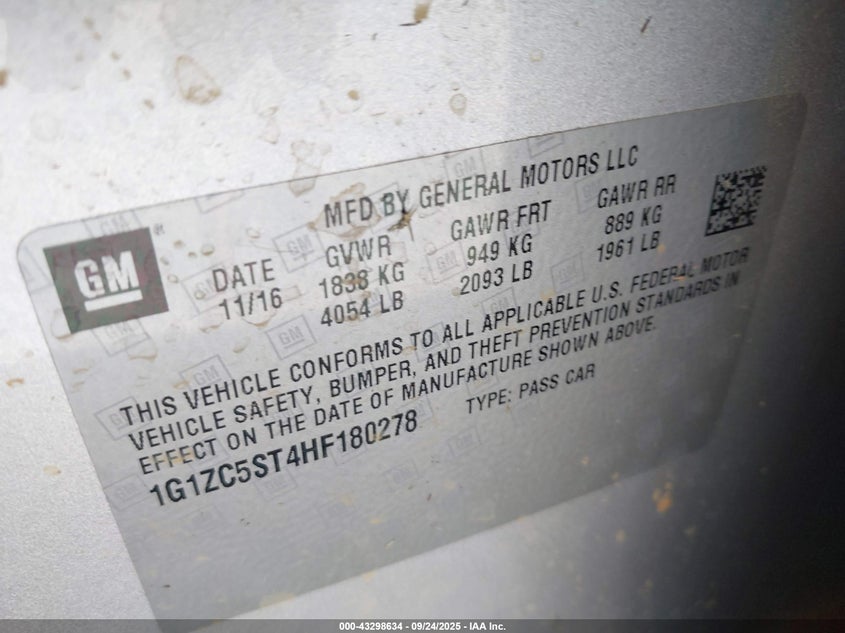 GM®
MFD BY GENERAL MOTORS LLC
DATE GVWR GAWR FRT GAWR RR
11/16 1838 KG 949 KG 889 KG
4054 LB 2093 LB 1961 LB
THIS VEHICLE CONFORMS TO ALL APPLICABLE U.S. FEDERAL MOTOR
VEHICLE SAFETY, BUMPER, AND THEFT PREVENTION STANDARDS IN
EFFECT ON THE DATE OF MANUFACTURE SHOWN ABOVE.
1G1ZC5ST4HF180278 TYPE: PASS CAR
000-43298634 - 09/24/2025 - IAA Inc.